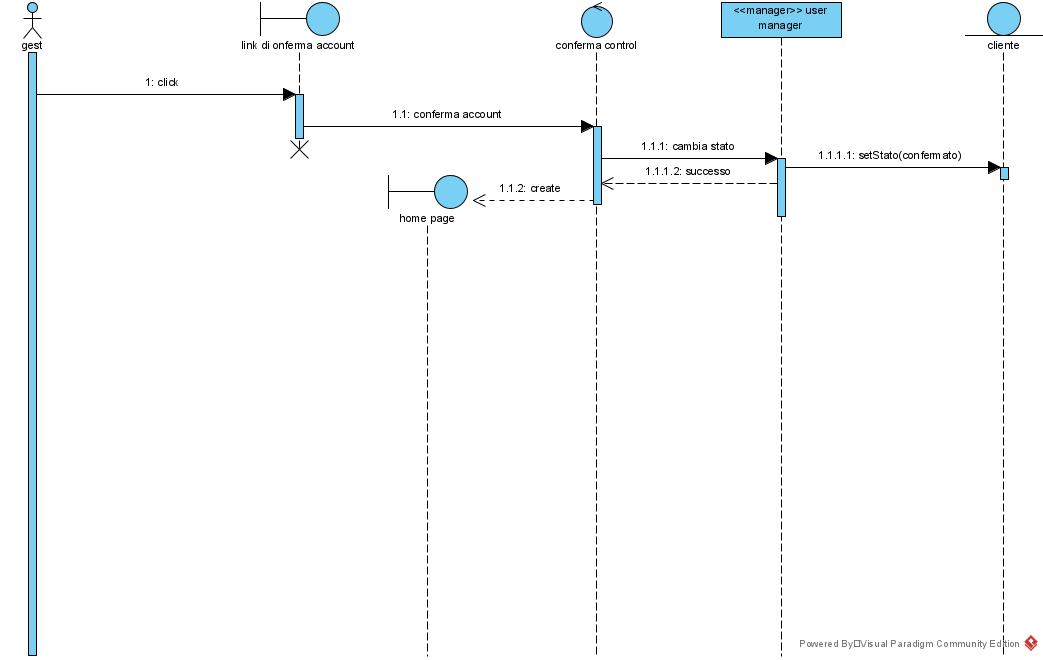 gest
link di onferma account
conferma control
<<manager>> user
manager
cliente
1: click
1.1: conferma account
1.1.1: cambia stato
1.1.1.1: setStato(confermato)
1.1.1.2: successo
1.1.2: create
home page
Powered By□Visual Paradigm Community Edition